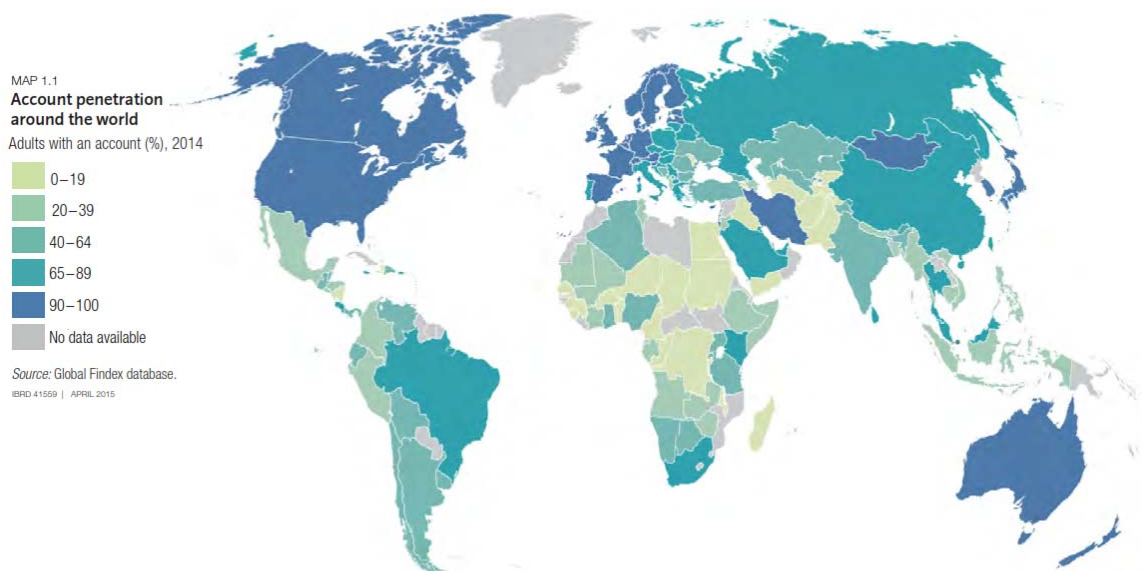 MAP 1.1
Account penetration
around the world
Adults with an account (%), 2014
0–19
20–39
40–64
65–89
90–100
No data available
Source: Global Findex database.
IBRD 41559 | APRIL 2015